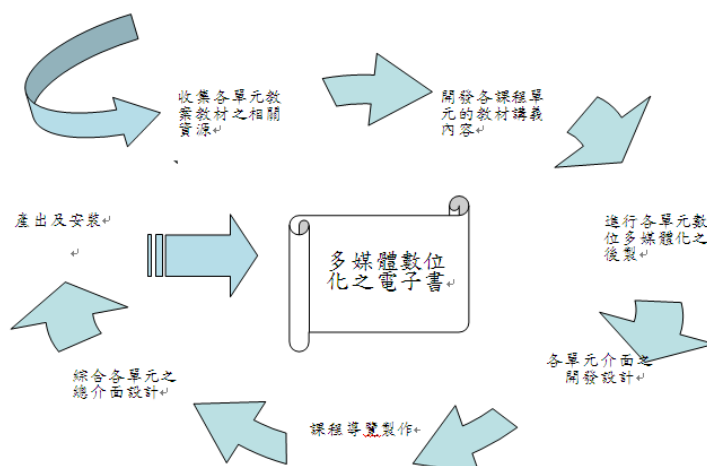 收集各單元教
案教材之相關
資源
、
開發各課程單
元的教材講義
內容
進行各單元數
位多媒體化之
後製
各單元介面之
開發設計
課程導覽製作
綜合各單元之
總介面設計
產出及安裝
多媒體數位
化之電子書